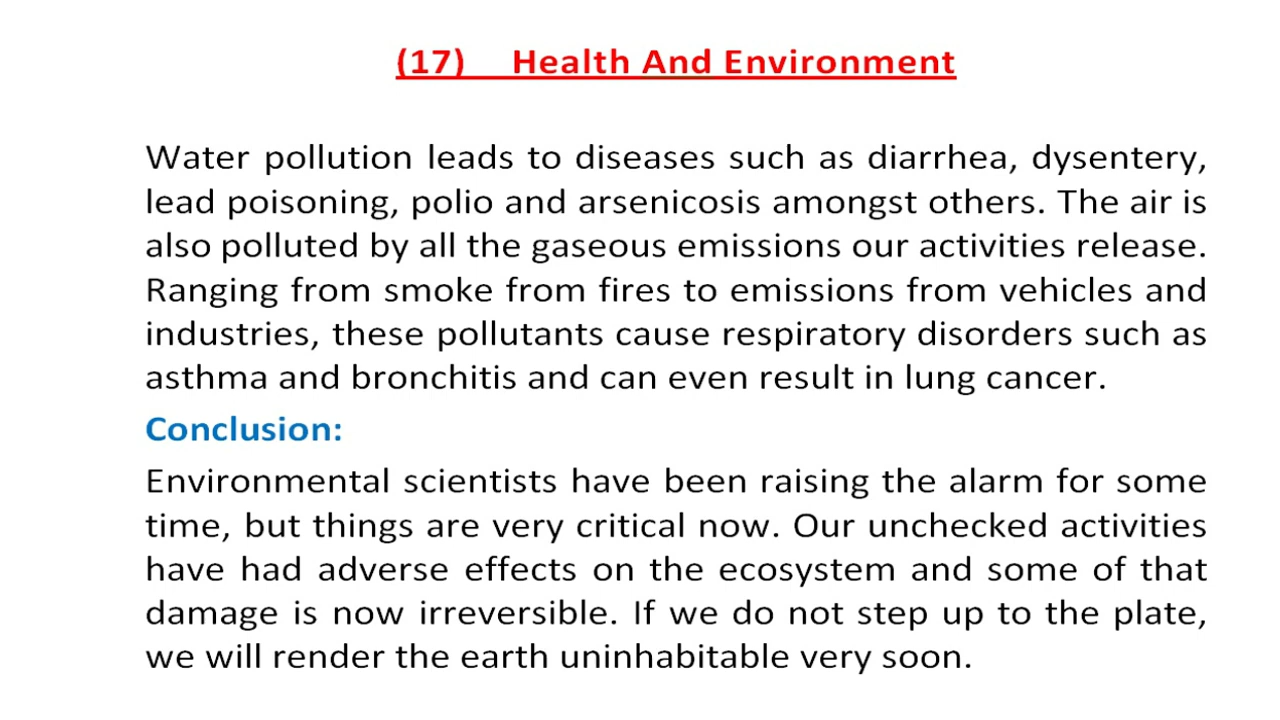 (17) Health And Environment
Water pollution leads to diseases such as diarrhea, dysentery,
lead poisoning, polio and arsenicosis amongst others. The air is
also polluted by all the gaseous emissions our activities release.
Ranging from smoke from fires to emissions from vehicles and
industries, these pollutants cause respiratory disorders such as
asthma and bronchitis and can even result in lung cancer.
Conclusion:
Environmental scientists have been raising the alarm for some
time, but things are very critical now. Our unchecked activities
have had adverse effects on the ecosystem and some of that
damage is now irreversible. If we do not step up to the plate,
we will render the earth uninhabitable very soon.